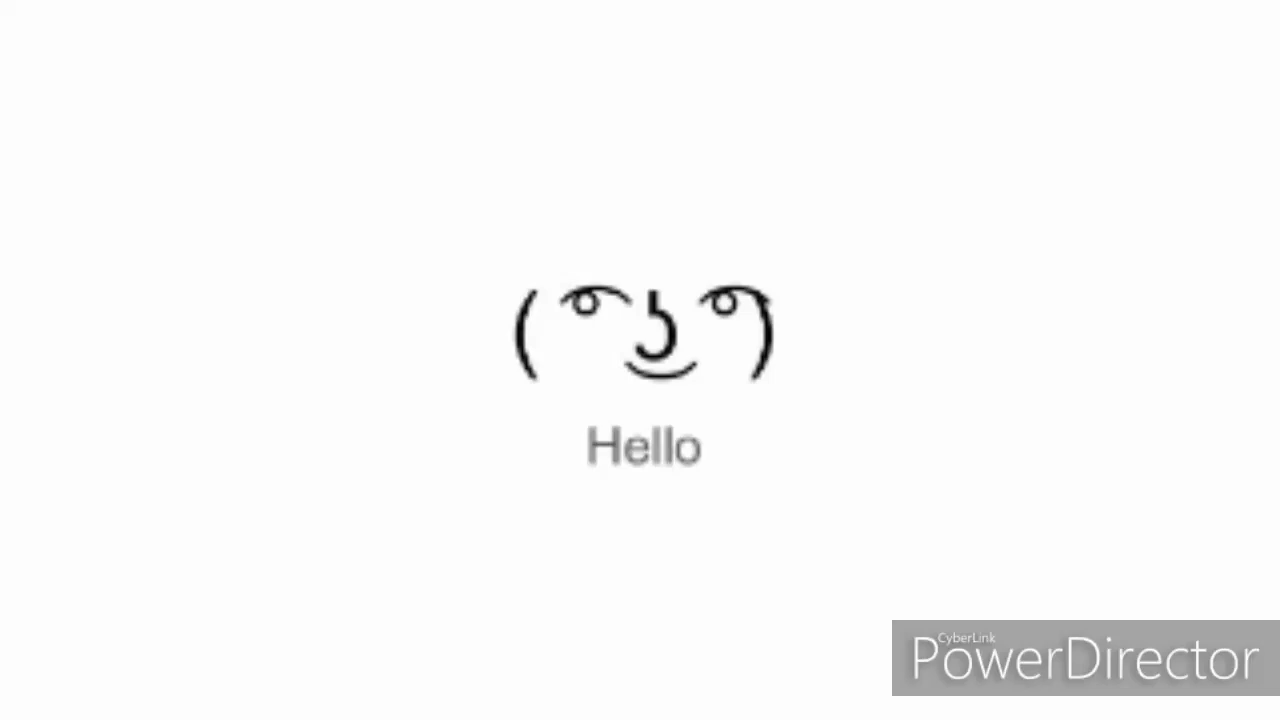 ( ͡° ͜ʖ ͡°)
Hello
CyberLink
PowerDirector